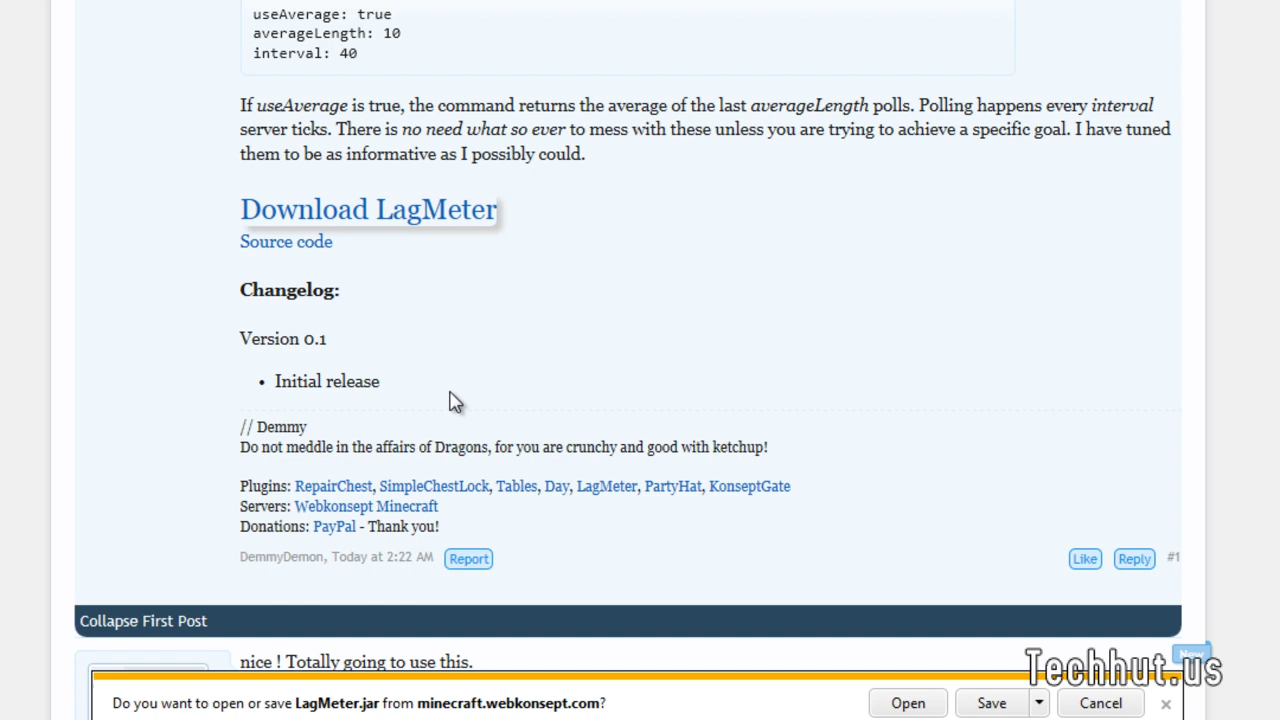 useAverage: true
averageLength: 10
interval: 40
If useAverage is true, the command returns the average of the last averageLength polls. Polling happens every interval
server ticks. There is no need what so ever to mess with these unless you are trying to achieve a specific goal. I have tuned
them to be as informative as I possibly could.
Download LagMeter
Source code
Changelog:
Version 0.1
• Initial release
// Demmy
Do not meddle in the affairs of Dragons, for you are crunchy and good with ketchup!
Plugins: RepairChest, SimpleChestLock, Tables, Day, LagMeter, PartyHat, KonseptGate
Servers: Webkonsept Minecraft
Donations: PayPal - Thank you!
DemmyDemon, Today at 2:22 AM Report Like Reply #1
Collapse First Post
New
nice ! Totally going to use this.
Techhut.us
Do you want to open or save LagMeter.jar from minecraft.webkonsept.com? Open Save Cancel